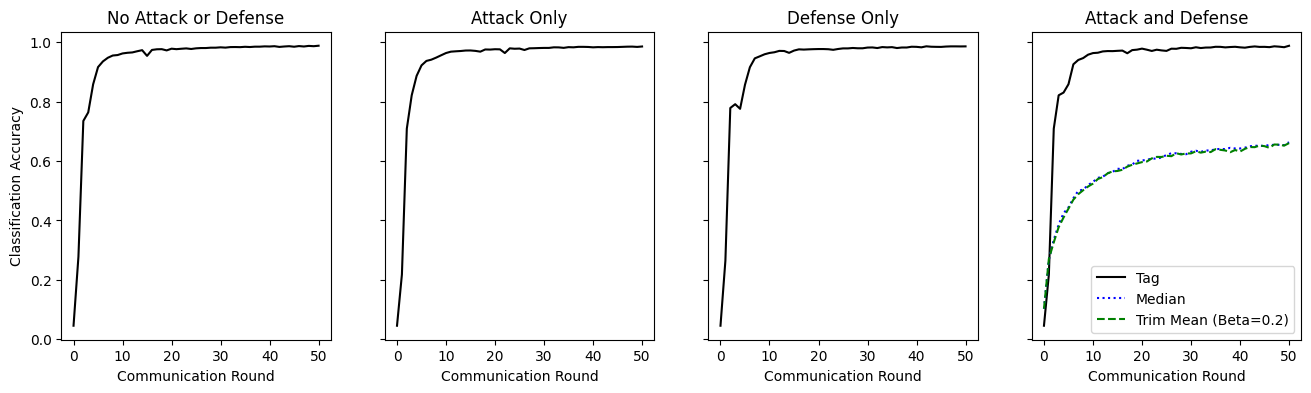 No Attack or Defense
Attack Only
Defense Only
Attack and Defense
Classification Accuracy
1.0
0.8
0.6
0.4
0.2
0.0
0 10 20 30 40 50
0 10 20 30 40 50
0 10 20 30 40 50
0 10 20 30 40 50
Communication Round
Communication Round
Communication Round
Communication Round
Tag
Median
Trim Mean (Beta=0.2)